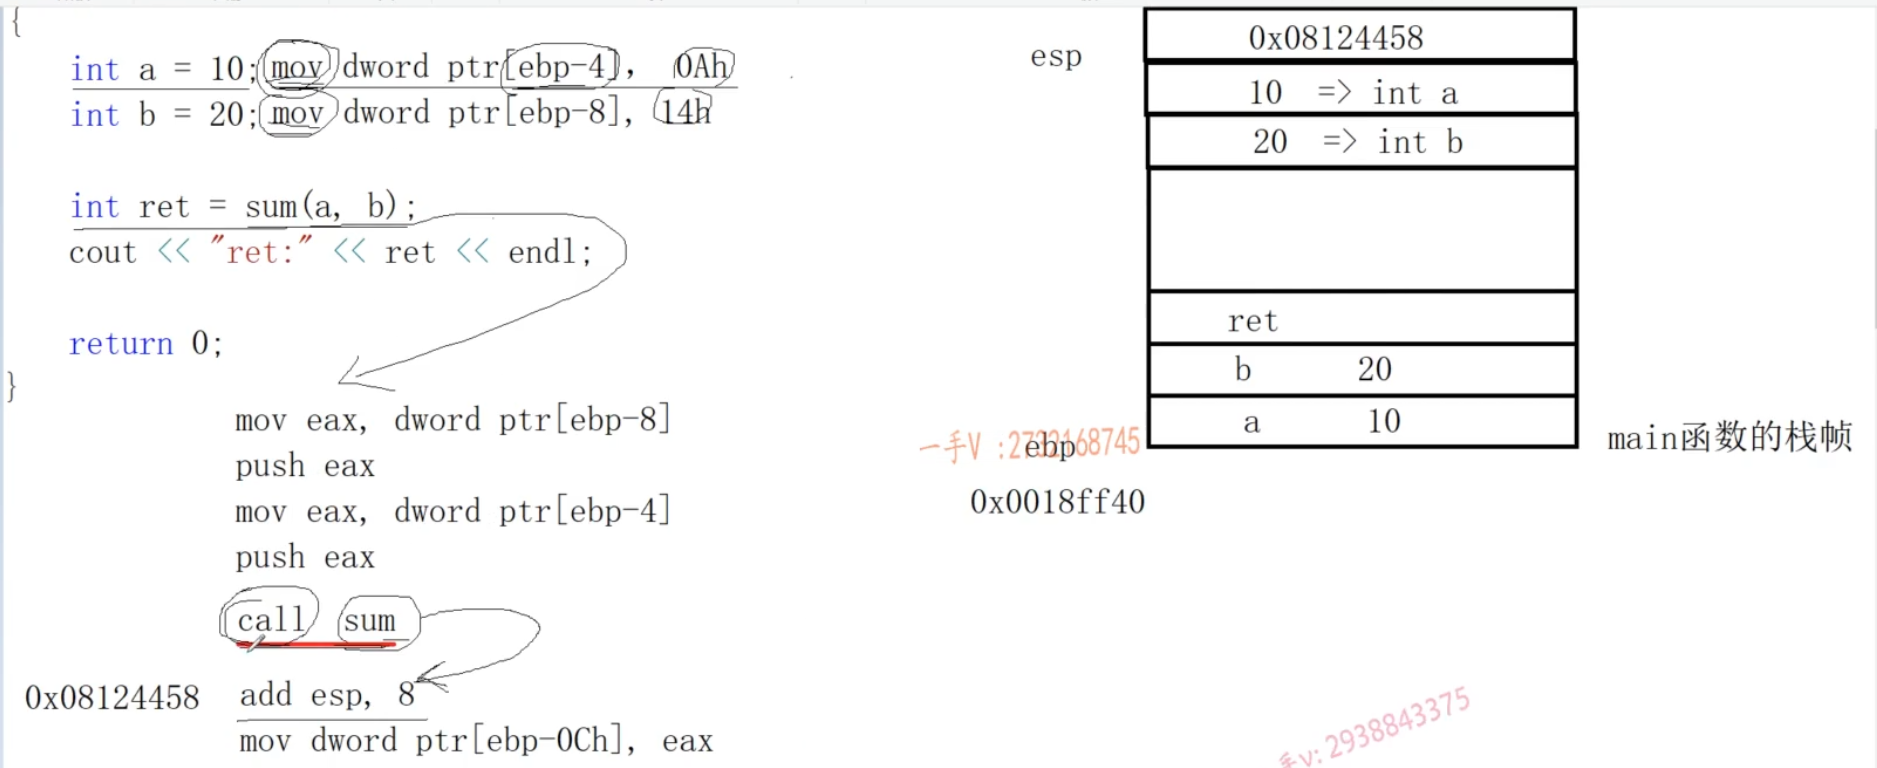 {
int a = 10; mov dword ptr[ebp-4], 0Ah
int b = 20; mov dword ptr[ebp-8], 14h
int ret = sum(a, b);
cout << "ret:" << ret << endl;
return 0;
}
mov eax, dword ptr[ebp-8]
push eax
mov eax, dword ptr[ebp-4]
push eax
call sum
0x08124458 add esp, 8
mov dword ptr[ebp-0Ch], eax
esp
0x08124458
10 => int a
20 => int b
ret
b 20
a 10
一手V :2732168745
ebp
0x0018ff40
main函数的栈帧
手v: 2938843375